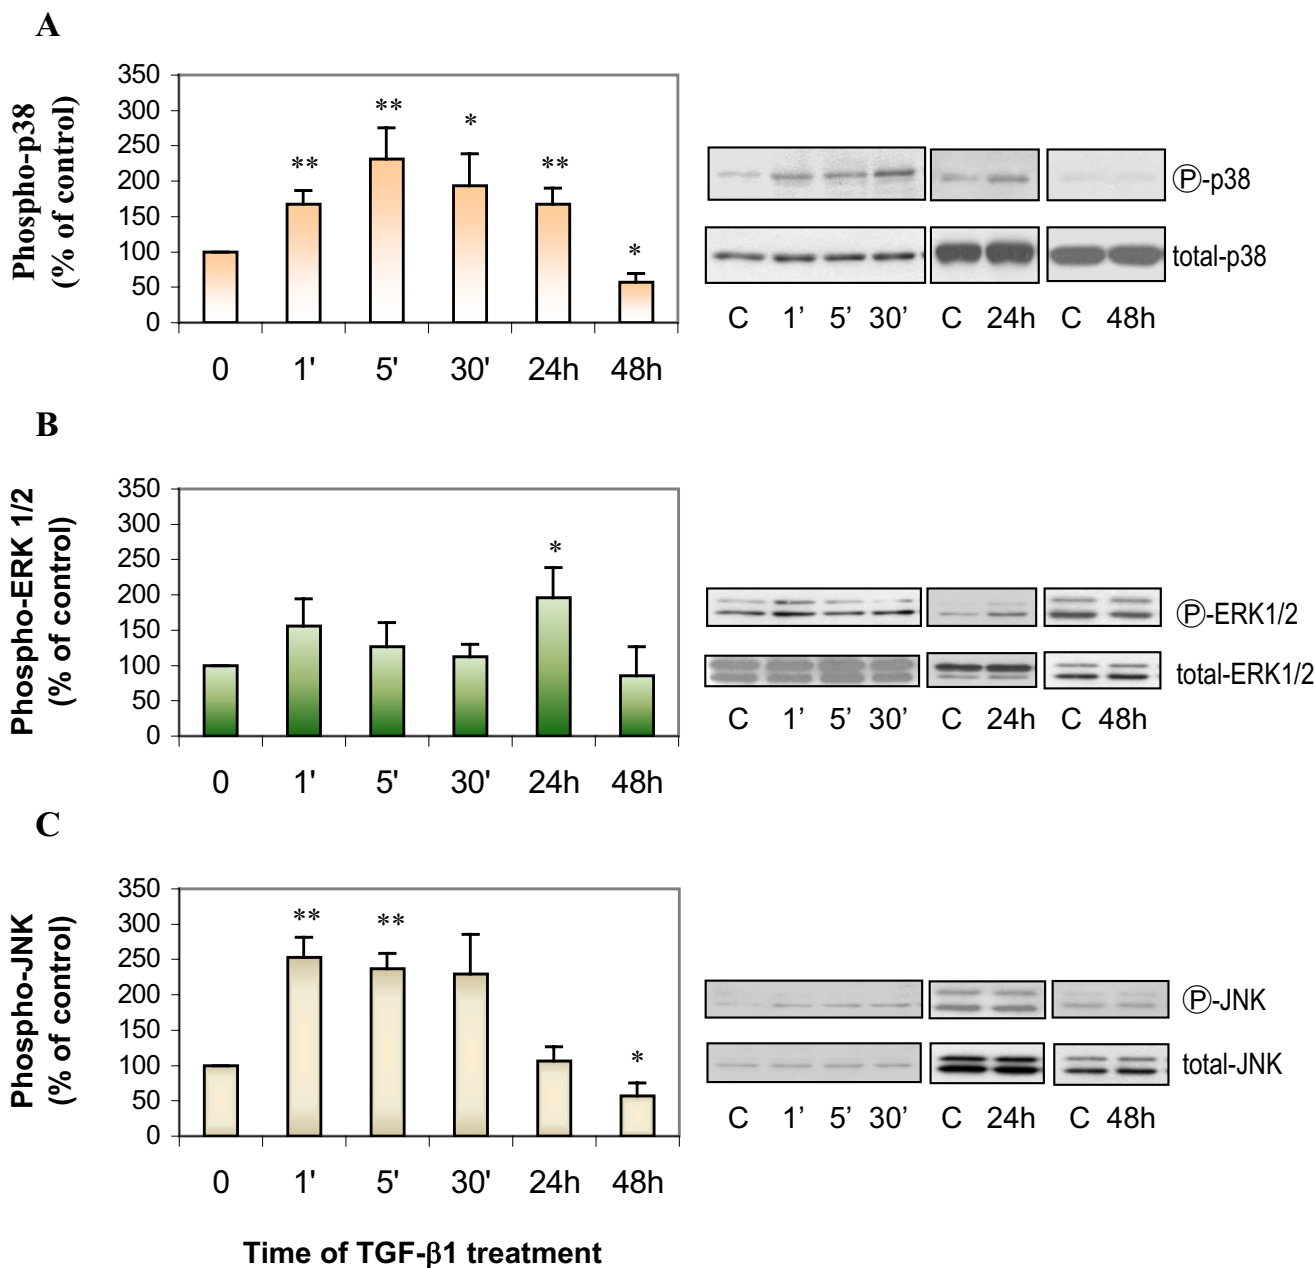 A
Phospho-p38
(% of control)
350
300
250
200
150
100
50
0
**
**
*
**
*
0 1' 5' 30' 24h 48h
Ⓟ-p38
total-p38
C 1’ 5’ 30’ C 24h C 48h
B
Phospho-ERK 1/2
(% of control)
350
300
250
200
150
100
50
0
*
0 1' 5' 30' 24h 48h
Ⓟ-ERK1/2
total-ERK1/2
C 1’ 5’ 30’ C 24h C 48h
C
Phospho-JNK
(% of control)
350
300
250
200
150
100
50
0
**
**
*
0 1' 5' 30' 24h 48h
Ⓟ-JNK
total-JNK
C 1’ 5’ 30’ C 24h C 48h
Time of TGF-β1 treatment